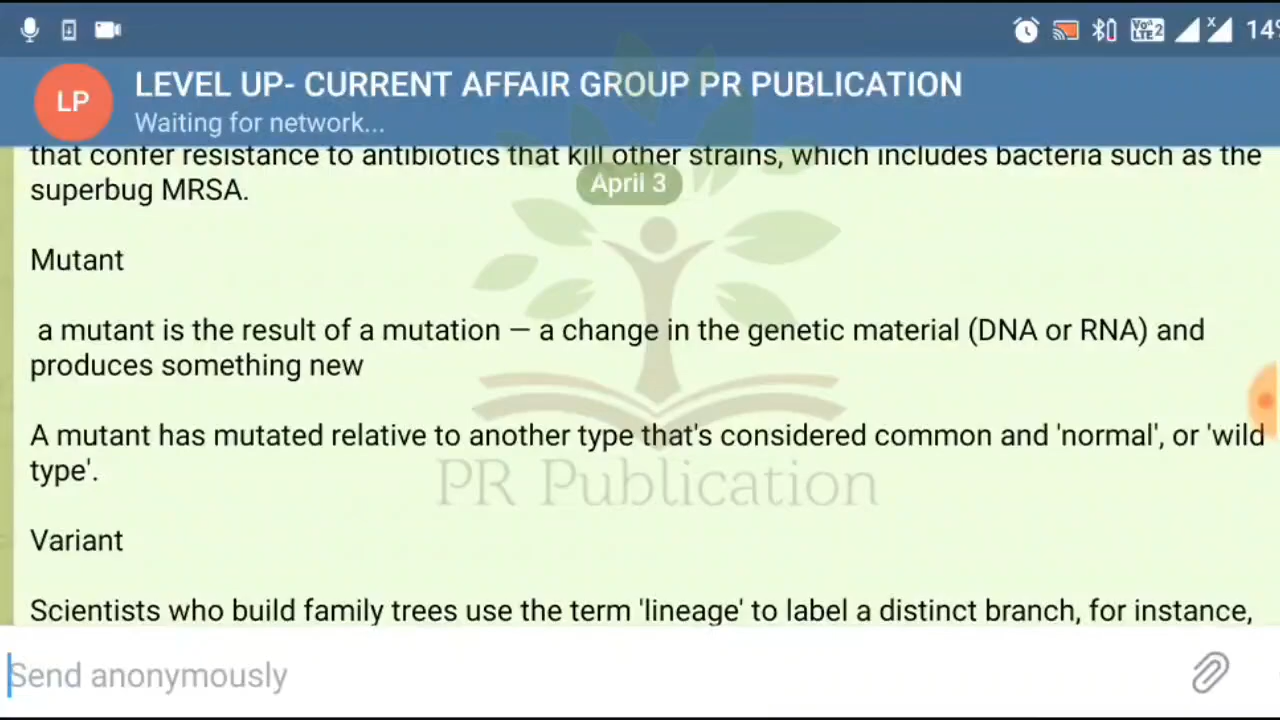 Vo))
LTE 2
14%
LP
LEVEL UP- CURRENT AFFAIR GROUP PR PUBLICATION
Waiting for network...
that confer resistance to antibiotics that kill other strains, which includes bacteria such as the
superbug MRSA.
April 3
Mutant
a mutant is the result of a mutation — a change in the genetic material (DNA or RNA) and
produces something new
A mutant has mutated relative to another type that's considered common and 'normal', or 'wild
type'.
PR Publication
Variant
Scientists who build family trees use the term 'lineage' to label a distinct branch, for instance,
Send anonymously